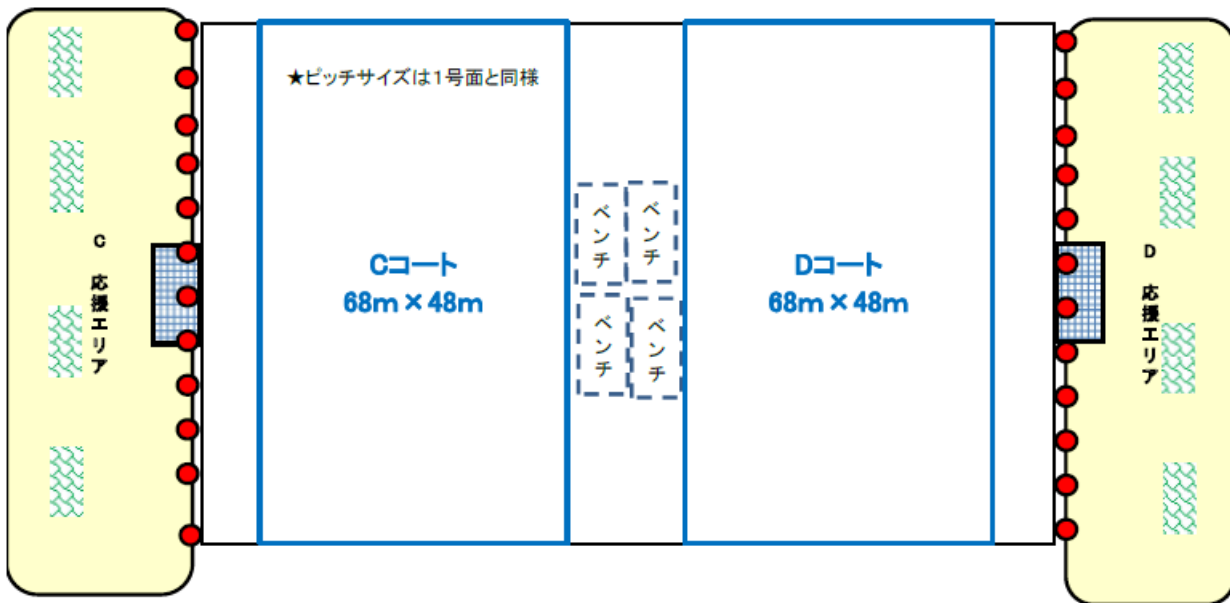 ★ピッチサイズは1号面と同様
C 応援エリア
Cコート
68m×48m
ベンチ
ベンチ
ベンチ
ベンチ
Dコート
68m×48m
D 応援エリア